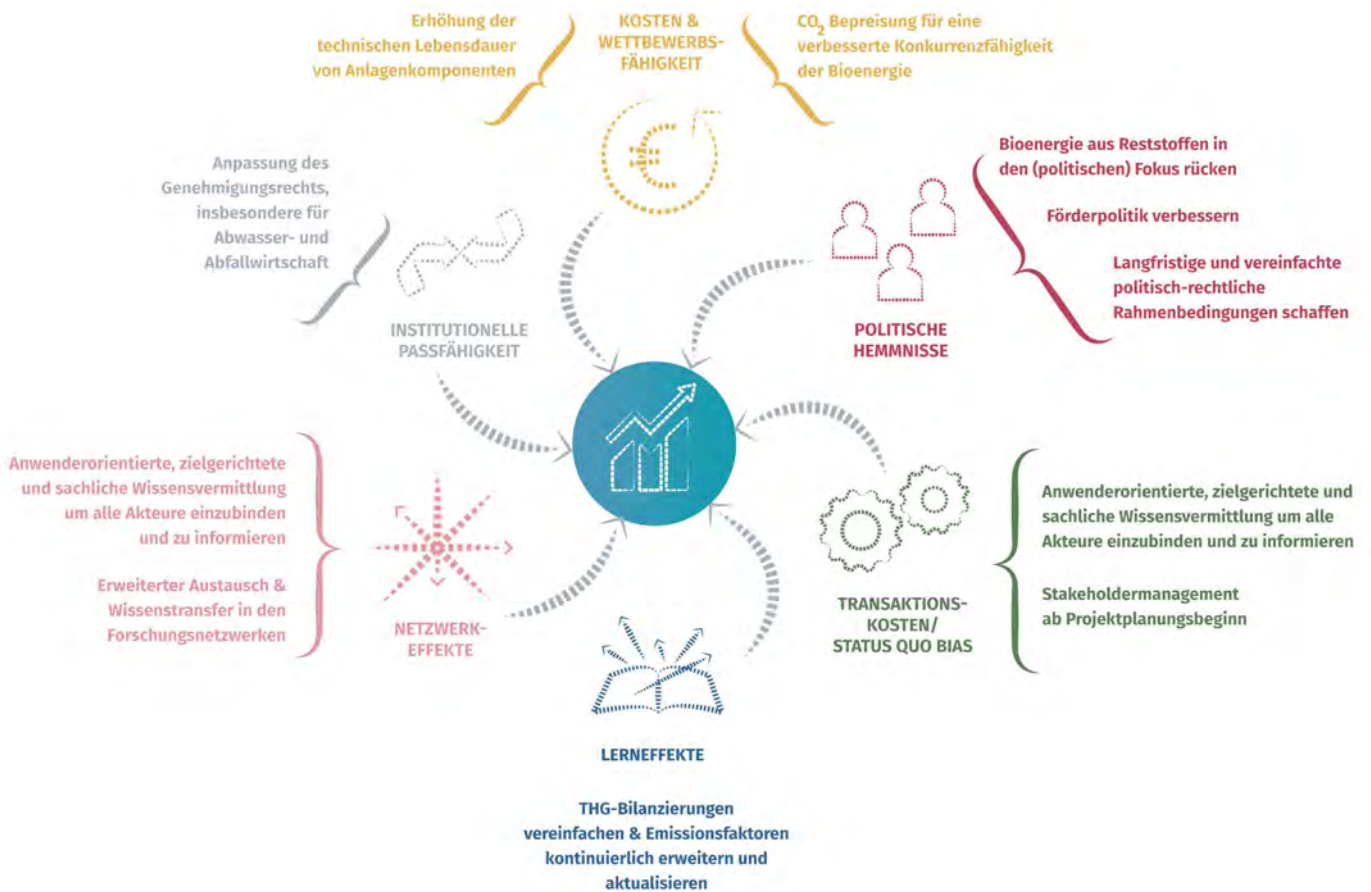 Erhöhung der
technischen Lebensdauer
von Anlagenkomponenten
KOSTEN &
WETTBEWERBS-
FÄHIGKEIT
CO₂ Bepreisung für eine
verbesserte Konkurrenzfähigkeit
der Bioenergie
Anpassung des
Genehmigungsrechts,
insbesondere für
Abwasser- und
Abfallwirtschaft
INSTITUTIONELLE
PASSFÄHIGKEIT
Bioenergie aus Reststoffen in
den (politischen) Fokus rücken
Förderpolitik verbessern
Langfristige und vereinfachte
politisch-rechtliche
Rahmenbedingungen schaffen
POLITISCHE
HEMMNISSE
Anwenderorientierte, zielgerichtete
und sachliche Wissensvermittlung
um alle Akteure einzubinden
und zu informieren
Erweiterter Austausch &
Wissenstransfer in den
Forschungsnetzwerken
NETZWERK-
EFFEKTE
TRANSAKTIONS-
KOSTEN/
STATUS QUO BIAS
Anwenderorientierte, zielgerichtete und
sachliche Wissensvermittlung um alle
Akteure einzubinden und zu informieren
Stakeholdermanagement
ab Projektplanungsbeginn
LERNEFFEKTE
THG-Bilanzierungen
vereinfachen & Emissionsfaktoren
kontinuierlich erweitern und
aktualisieren